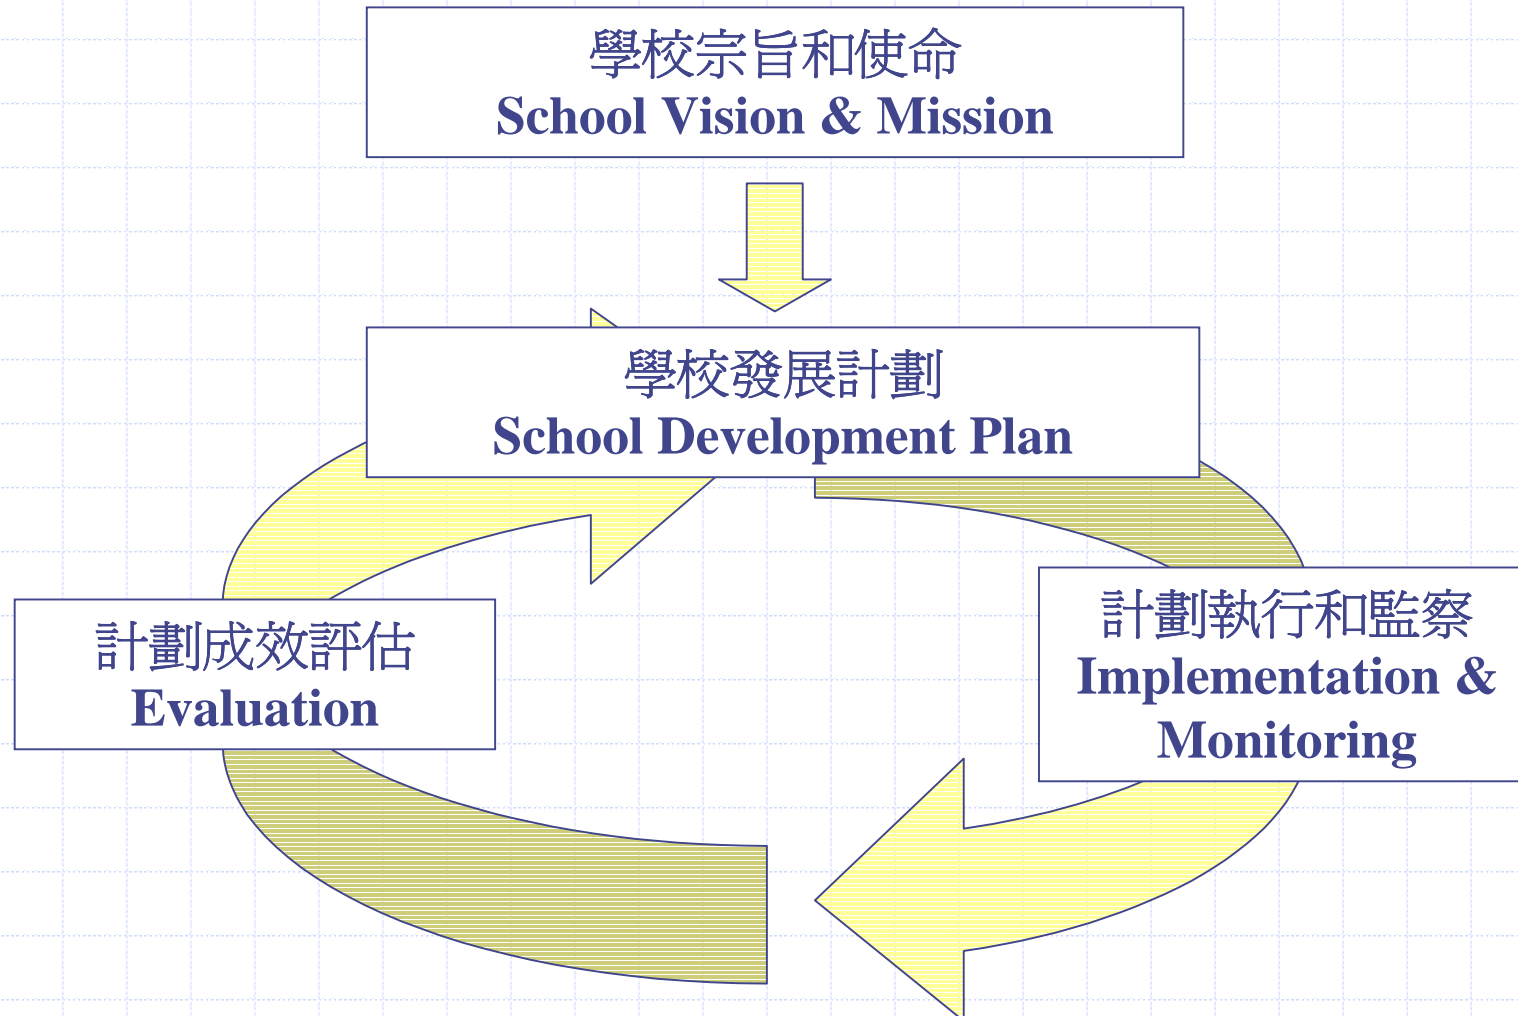 學校宗旨和使命
School Vision & Mission
學校發展計劃
School Development Plan
計劃執行和監察
Implementation &
Monitoring
計劃成效評估
Evaluation